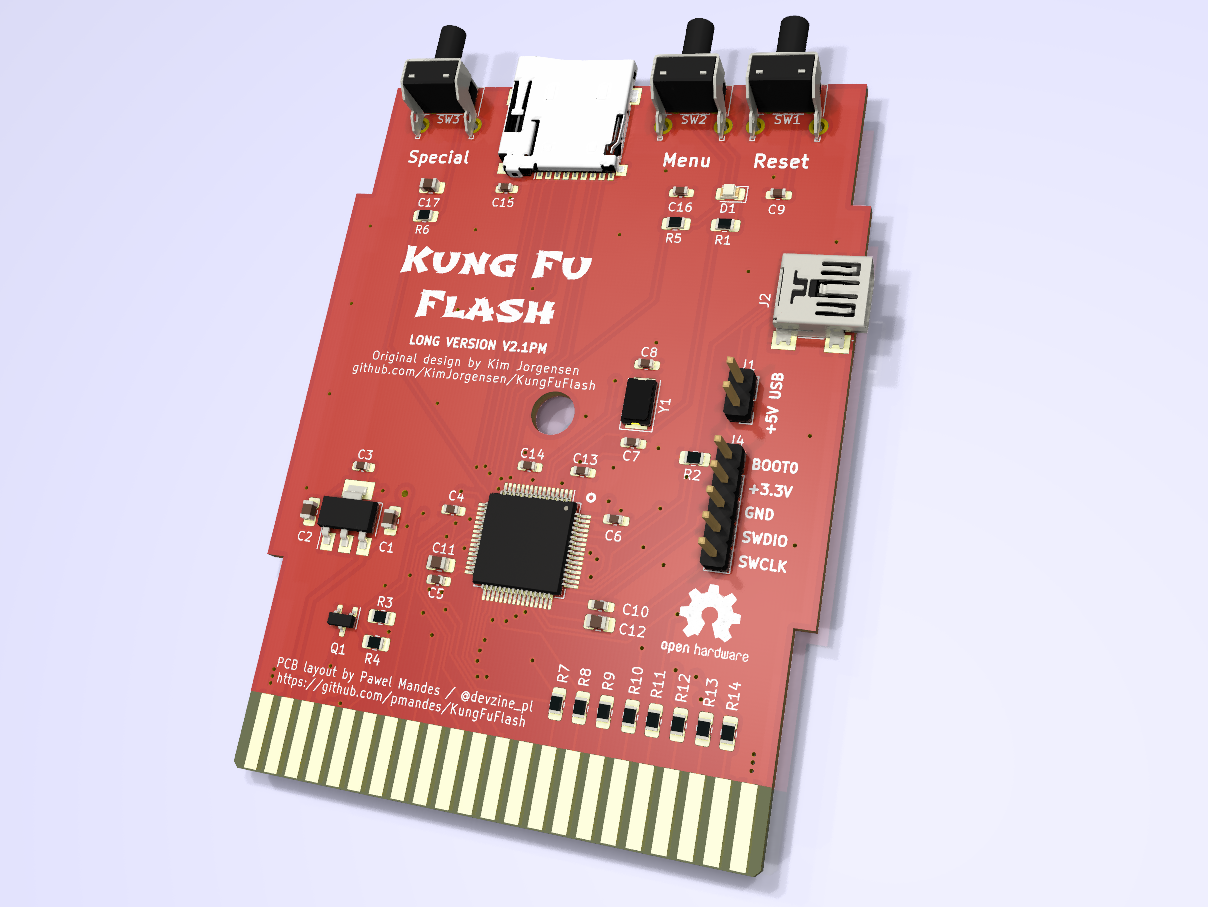 SW3
SW2
SW1
Special
Menu
Reset
C17
C15
C16
D1
C9
R6
R5
R1
KUNG FU
FLASH
J2
LONG VERSION V2.1PM
Original design by Kim Jorgensen
github.com/KimJorgensen/KungFuFlash
C8
J1
+5V USB
Y1
C7
J4
C3
C14
C13
R2
BOOT0
+3.3V
GND
SWDIO
SWCLK
C4
C2
C1
C6
C11
C5
R3
C10
C12
Q1
R4
open hardware
PCB layout by Pawel Mandes / @devzine_pl
https://github.com/pmandes/KungFuFlash
R7
R8
R9
R10
R11
R12
R13
R14